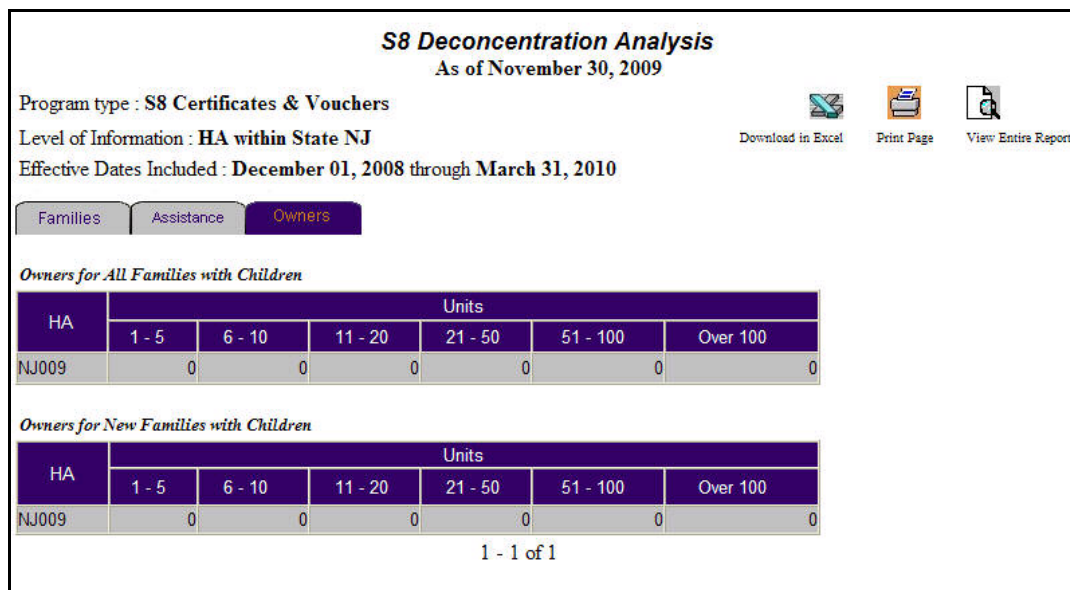 S8 Deconcentration Analysis
As of November 30, 2009
Program type : S8 Certificates & Vouchers
Level of Information : HA within State NJ
Effective Dates Included : December 01, 2008 through March 31, 2010
Download in Excel Print Page View Entire Report
Families Assistance Owners
Owners for All Families with Children
HA Units
1 - 5 6 - 10 11 - 20 21 - 50 51 - 100 Over 100
NJ009 0 0 0 0 0 0
Owners for New Families with Children
HA Units
1 - 5 6 - 10 11 - 20 21 - 50 51 - 100 Over 100
NJ009 0 0 0 0 0 0
1 - 1 of 1